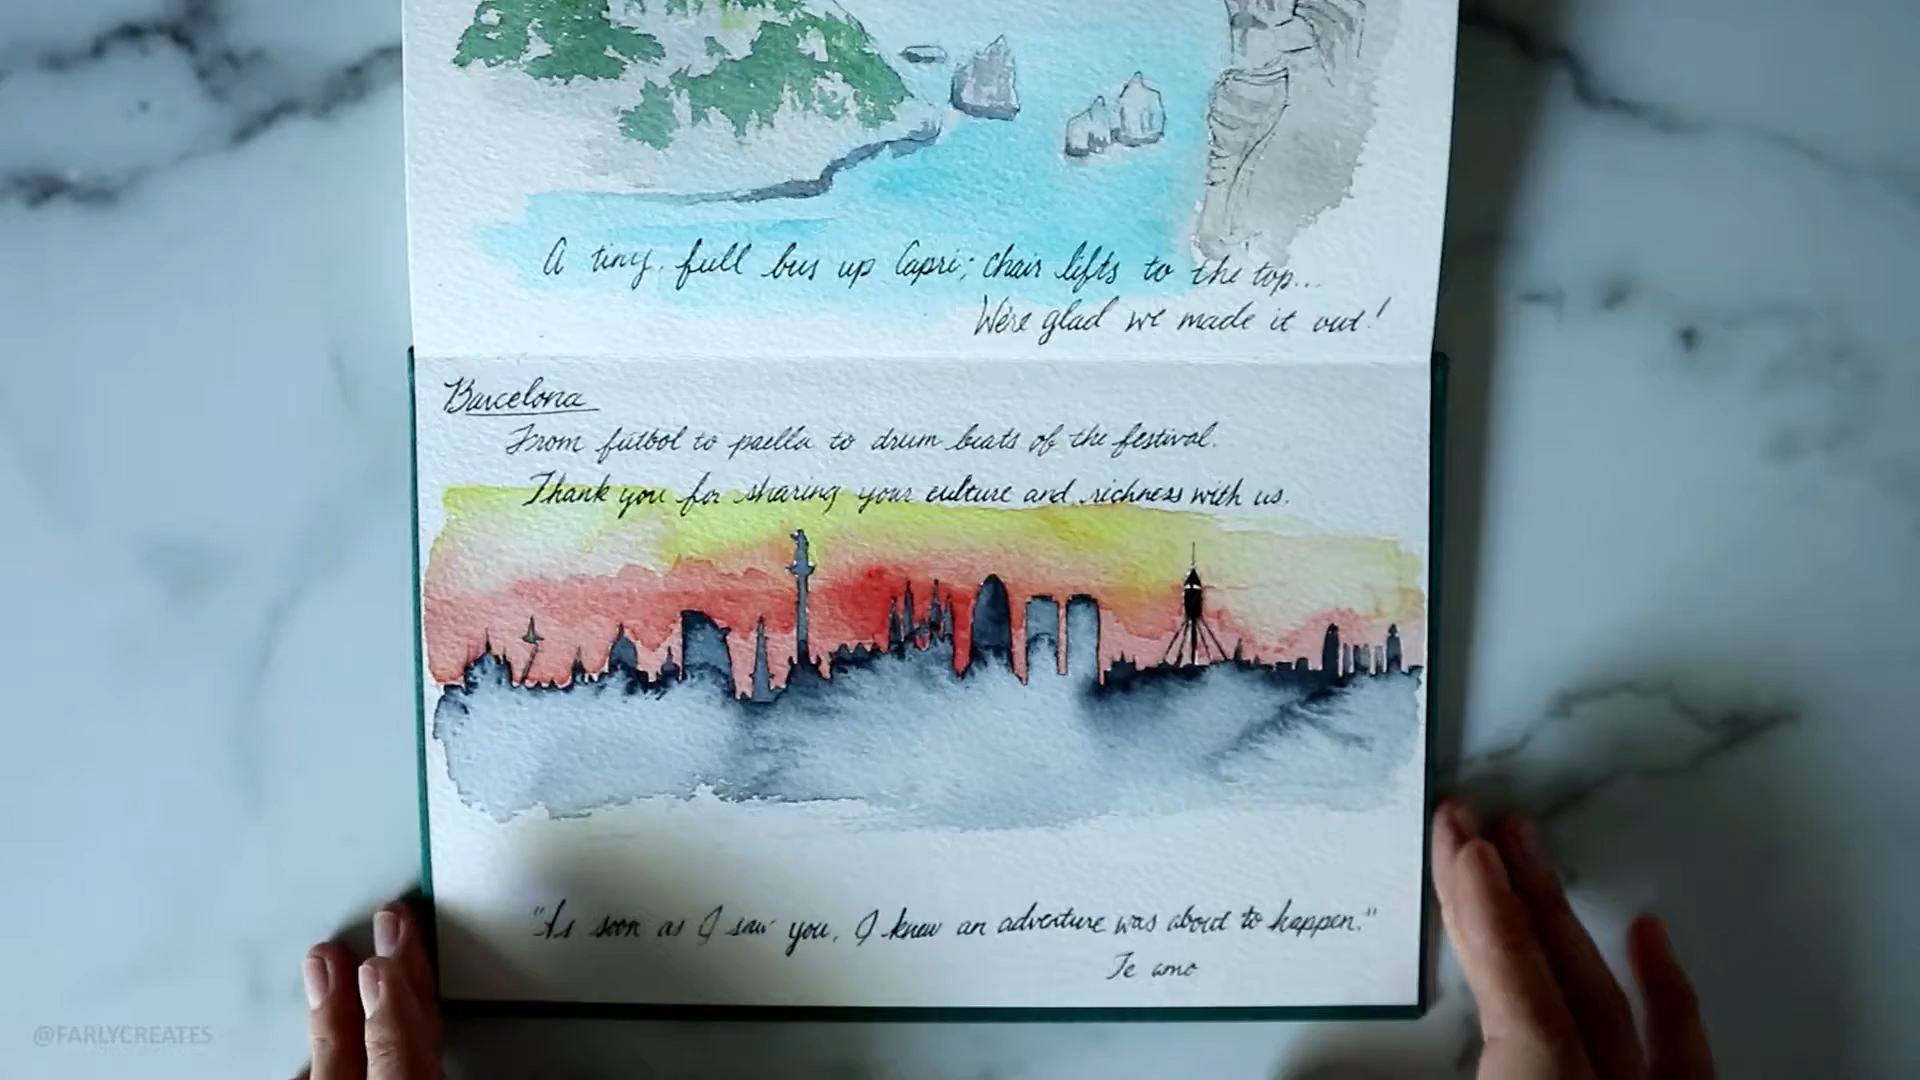 A tiny, full bus up Capri; chair lifts to the top...
We're glad we made it out!
Barcelona
From fútbol to paella to drum beats of the festival.
Thank you for sharing your culture and richness with us.
"As soon as I saw you, I knew an adventure was about to happen."
Te amo
@FARLYCREATES